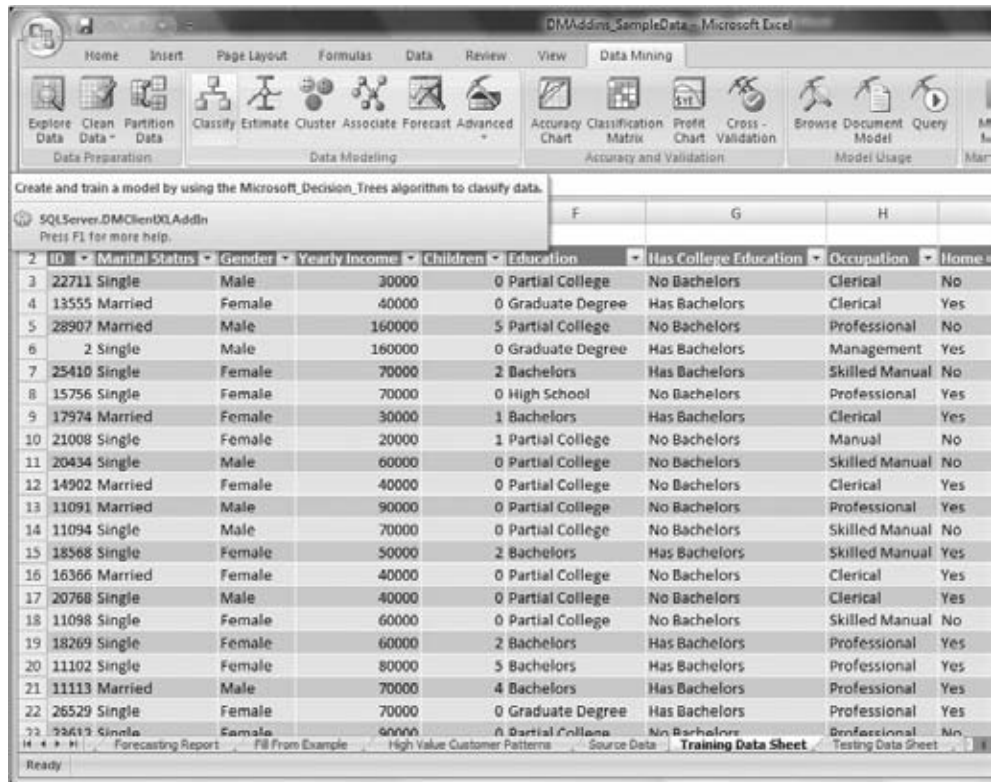 DMAddins_SampleData - Microsoft Excel
Home Insert Page Layout Formulas Data Review View Data Mining
Explore Data Clean Data Partition Data Classify Estimate Cluster Associate Forecast Advanced Accuracy Chart Classification Matrix Profit Chart Cross-Validation Browse Document Model Query
Data Preparation Data Modeling Accuracy and Validation Model Usage
Create and train a model by using the Microsoft_Decision_Trees algorithm to classify data.
SQLServer.DMClientXLAddIn
Press F1 for more help.
F G H
2 ID Marital Status Gender Yearly Income Children Education Has College Education Occupation Home
3 22711 Single Male 30000 0 Partial College No Bachelors Clerical No
4 13555 Married Female 40000 0 Graduate Degree Has Bachelors Clerical Yes
5 28907 Married Male 160000 5 Partial College No Bachelors Professional No
6 2 Single Male 160000 0 Graduate Degree Has Bachelors Management Yes
7 25410 Single Female 70000 2 Bachelors Has Bachelors Skilled Manual No
8 15756 Single Female 70000 0 High School No Bachelors Professional Yes
9 17974 Married Female 30000 1 Bachelors Has Bachelors Clerical Yes
10 21008 Single Female 20000 1 Partial College No Bachelors Manual No
11 20434 Single Male 60000 0 Partial College No Bachelors Skilled Manual No
12 14902 Married Female 40000 0 Partial College No Bachelors Clerical Yes
13 11091 Married Male 90000 0 Partial College No Bachelors Professional Yes
14 11094 Single Male 70000 0 Partial College No Bachelors Skilled Manual No
15 18568 Single Female 50000 2 Bachelors Has Bachelors Skilled Manual Yes
16 16366 Married Female 40000 0 Partial College No Bachelors Clerical Yes
17 20768 Single Male 40000 0 Partial College No Bachelors Clerical Yes
18 11098 Single Female 60000 0 Partial College No Bachelors Skilled Manual No
19 18269 Single Female 60000 2 Bachelors Has Bachelors Professional Yes
20 11102 Single Female 80000 5 Bachelors Has Bachelors Professional Yes
21 11113 Married Male 70000 4 Bachelors Has Bachelors Professional Yes
22 26529 Single Female 70000 0 Graduate Degree Has Bachelors Professional Yes
23 23612 Single Female 90000 0 Partial College No Bachelors Professional No
Forecasting Report Fill From Example High Value Customer Patterns Source Data Training Data Sheet Testing Data Sheet
Ready